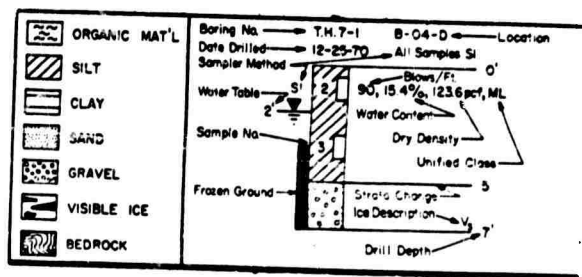 ORGANIC MAT'L
SILT
CLAY
SAND
GRAVEL
VISIBLE ICE
BEDROCK
Boring No. T.H. 7-1 B-04-D Location
Date Drilled 12-25-70 All Samples SI
Sampler Method
Blows/Ft.
0'
Water Table SI 2 90, 15.4%, 123.6 pcf, ML
2'
Water Content
Dry Density
Sample No. 3
Unified Class
Frozen Ground
Strata Change 5
Ice Description Vs
7'
Drill Depth